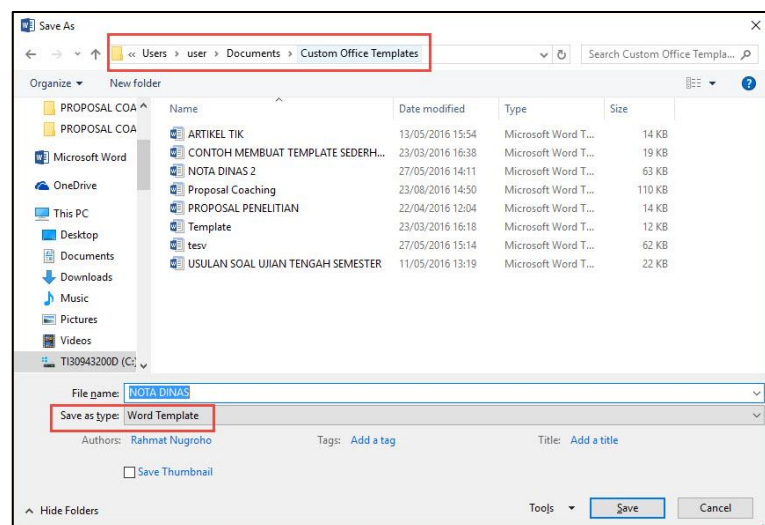 Save As
« Users › user › Documents › Custom Office Templates
Search Custom Office Templa...
Organize
New folder
PROPOSAL COA
PROPOSAL COA
Microsoft Word
OneDrive
This PC
Desktop
Documents
Downloads
Music
Pictures
Videos
TI30943200D (C:)
Name Date modified Type Size
ARTIKEL TIK 13/05/2016 15:54 Microsoft Word T... 14 KB
CONTOH MEMBUAT TEMPLATE SEDERH... 23/03/2016 16:38 Microsoft Word T... 19 KB
NOTA DINAS 2 27/05/2016 14:11 Microsoft Word T... 63 KB
Proposal Coaching 23/08/2016 14:50 Microsoft Word T... 110 KB
PROPOSAL PENELITIAN 22/04/2016 12:04 Microsoft Word T... 14 KB
Template 23/03/2016 16:18 Microsoft Word T... 12 KB
tesv 27/05/2016 15:14 Microsoft Word T... 62 KB
USULAN SOAL UJIAN TENGAH SEMESTER 11/05/2016 13:19 Microsoft Word T... 22 KB
File name: NOTA DINAS
Save as type: Word Template
Authors: Rahmat Nugroho Tags: Add a tag Title: Add a title
Save Thumbnail
Hide Folders Tools Save Cancel